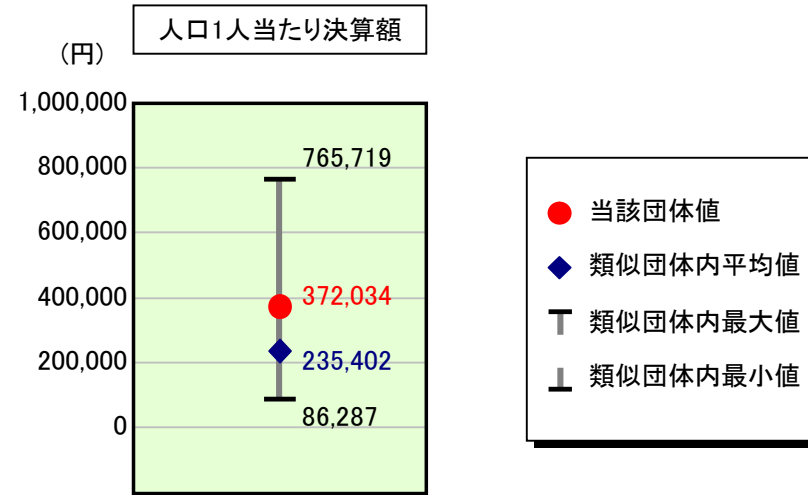 人口1人当たり決算額
(円)
1,000,000
800,000
600,000
400,000
200,000
0
765,719
372,034
235,402
86,287
当該団体値
類似団体内平均値
類似団体内最大値
類似団体内最小値